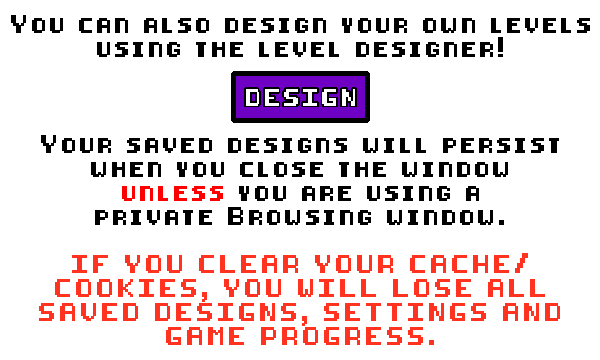 You can also design your own levels
using the level designer!
DESIGN
Your saved designs will persist
when you close the window
unless you are using a
private Browsing window.
IF YOU CLEAR YOUR CACHE/
COOKIES, YOU WILL LOSE ALL
SAVED DESIGNS, SETTINGS AND
GAME PROGRESS.